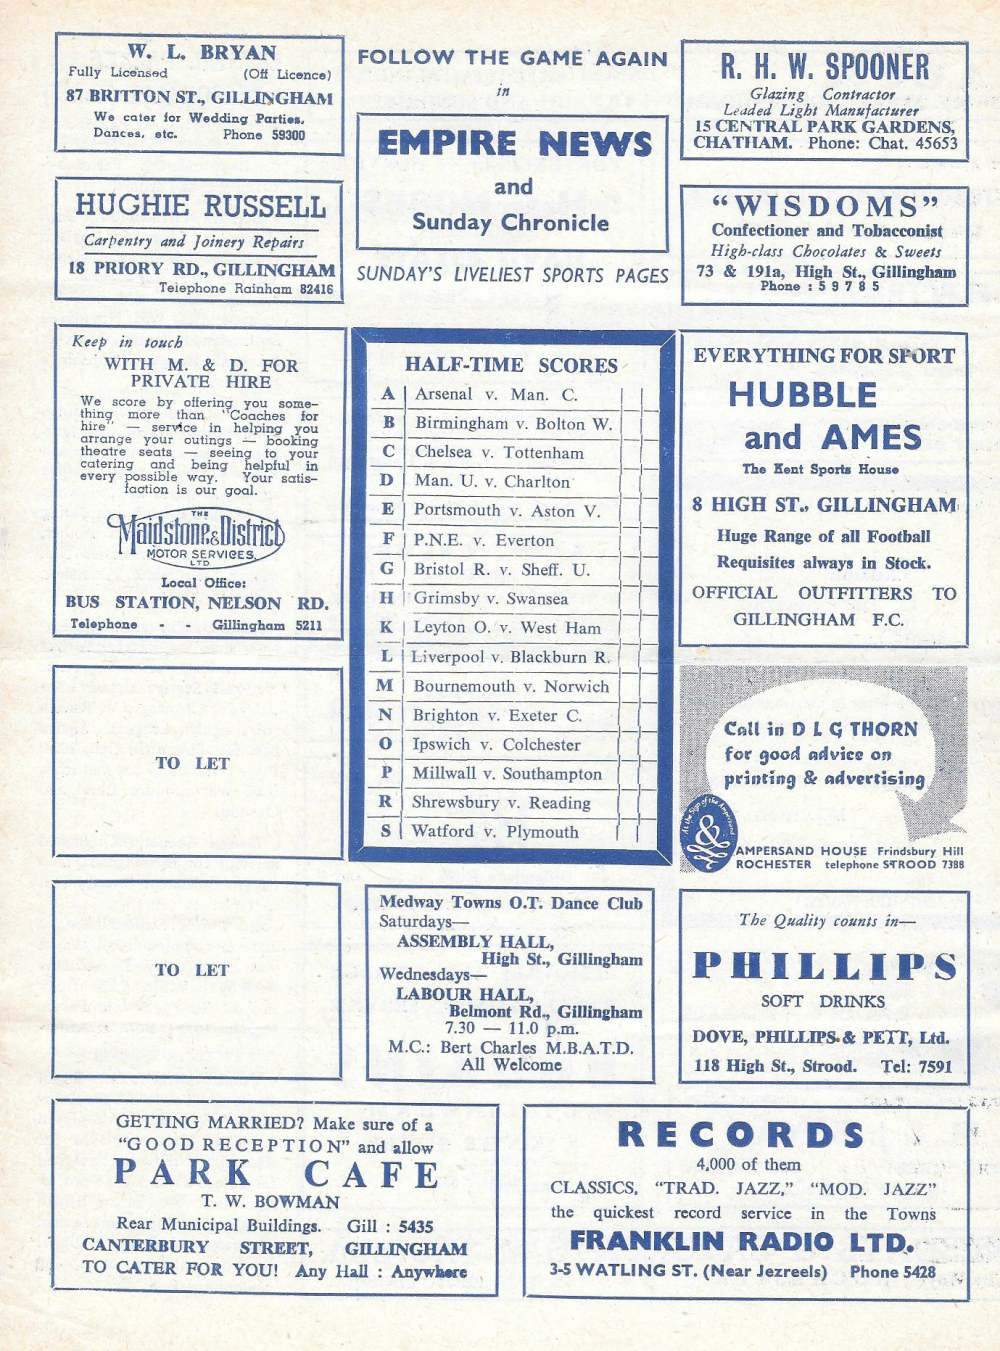 W. L. BRYAN
Fully Licensed (Off Licence)
87 BRITTON ST., GILLINGHAM
We cater for Wedding Parties,
Dances, etc. Phone 59300
FOLLOW THE GAME AGAIN
in
EMPIRE NEWS
and
Sunday Chronicle
SUNDAY'S LIVELIEST SPORTS PAGES
R. H. W. SPOONER
Glazing Contractor
Leaded Light Manufacturer
15 CENTRAL PARK GARDENS,
CHATHAM. Phone: Chat. 45653
HUGHIE RUSSELL
Carpentry and Joinery Repairs
18 PRIORY RD., GILLINGHAM
Telephone Rainham 82416
"WISDOMS"
Confectioner and Tobacconist
High-class Chocolates & Sweets
73 & 191a, High St., Gillingham
Phone : 5 9 7 8 5
Keep in touch
WITH M. & D. FOR
PRIVATE HIRE
We score by offering you some-
thing more than "Coaches for
hire" — service in helping you
arrange your outings — booking
theatre seats — seeing to your
catering and being helpful in
every possible way. Your satis-
faction is our goal.
THE
Maidstone & District
MOTOR SERVICES
LTD
Local Office:
BUS STATION, NELSON RD.
Telephone - - Gillingham 5211
HALF-TIME SCORES
A Arsenal v. Man. C.
B Birmingham v. Bolton W.
C Chelsea v. Tottenham
D Man. U. v. Charlton
E Portsmouth v. Aston V.
F P.N.E. v. Everton
G Bristol R. v. Sheff. U.
H Grimsby v. Swansea
K Leyton O. v. West Ham
L Liverpool v. Blackburn R.
M Bournemouth v. Norwich
N Brighton v. Exeter C.
O Ipswich v. Colchester
P Millwall v. Southampton
R Shrewsbury v. Reading
S Watford v. Plymouth
EVERYTHING FOR SPORT
HUBBLE
and AMES
The Kent Sports House
8 HIGH ST., GILLINGHAM
Huge Range of all Football
Requisites always in Stock.
OFFICIAL OUTFITTERS TO
GILLINGHAM F.C.
TO LET
Call in D L G THORN
for good advice on
printing & advertising
At the Sign of the Ampersand
&
AMPERSAND HOUSE Frindsbury Hill
ROCHESTER telephone STROOD 7388
TO LET
Medway Towns O.T. Dance Club
Saturdays—
ASSEMBLY HALL,
High St., Gillingham
Wednesdays—
LABOUR HALL,
Belmont Rd., Gillingham
7.30 — 11.0 p.m.
M.C.: Bert Charles M.B.A.T.D.
All Welcome
The Quality counts in—
PHILLIPS
SOFT DRINKS
DOVE, PHILLIPS & PETT, Ltd.
118 High St., Strood. Tel: 7591
GETTING MARRIED? Make sure of a
"GOOD RECEPTION" and allow
PARK CAFE
T. W. BOWMAN
Rear Municipal Buildings. Gill : 5435
CANTERBURY STREET, GILLINGHAM
TO CATER FOR YOU! Any Hall : Anywhere
RECORDS
4,000 of them
CLASSICS, "TRAD. JAZZ," "MOD. JAZZ"
the quickest record service in the Towns
FRANKLIN RADIO LTD.
3-5 WATLING ST. (Near Jezreels) Phone 5428